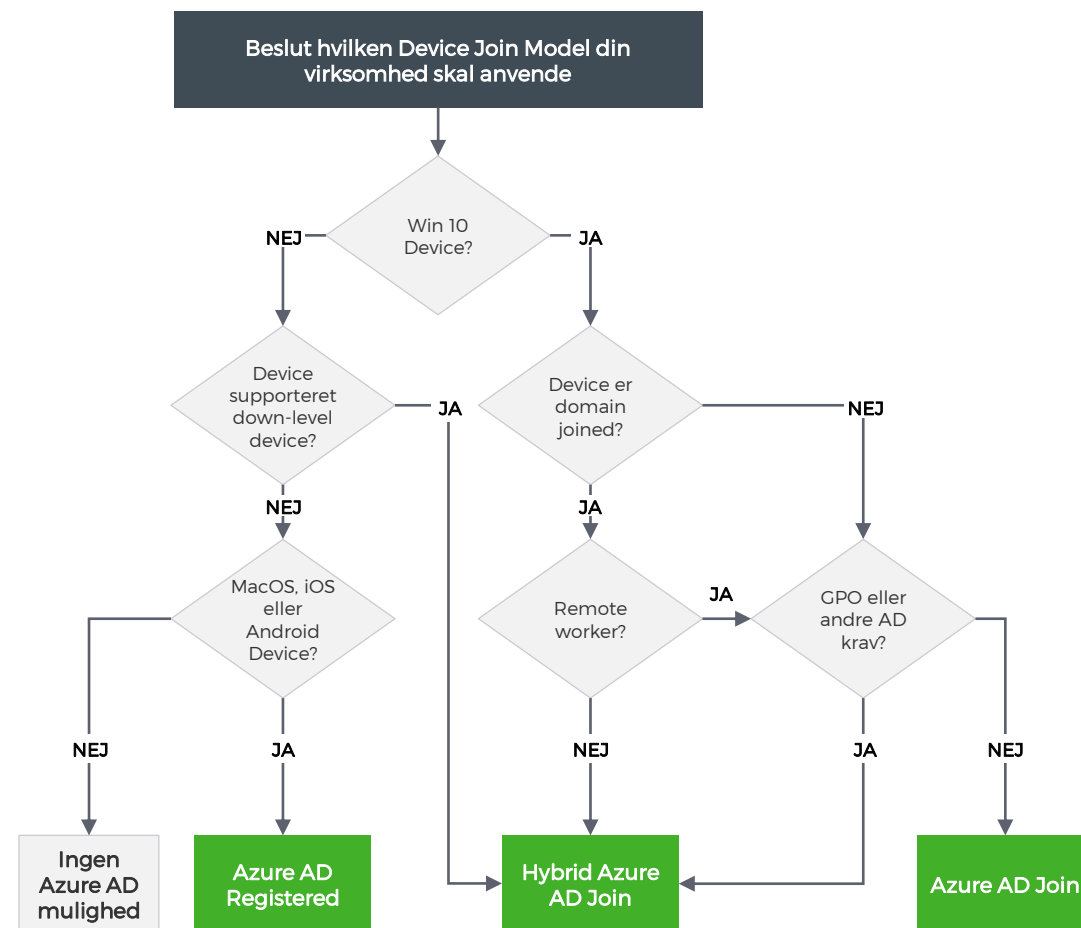 Beslut hvilken Device Join Model din
virksomhed skal anvende
Win 10
Device?
NEJ
JA
Device
supporteret
down-level
device?
JA
Device er
domain
joined?
NEJ
NEJ
JA
MacOS, iOS
eller
Android
Device?
Remote
worker?
JA
GPO eller
andre AD
krav?
NEJ
JA
NEJ
JA
NEJ
Ingen
Azure AD
mulighed
Azure AD
Registered
Hybrid Azure
AD Join
Azure AD Join